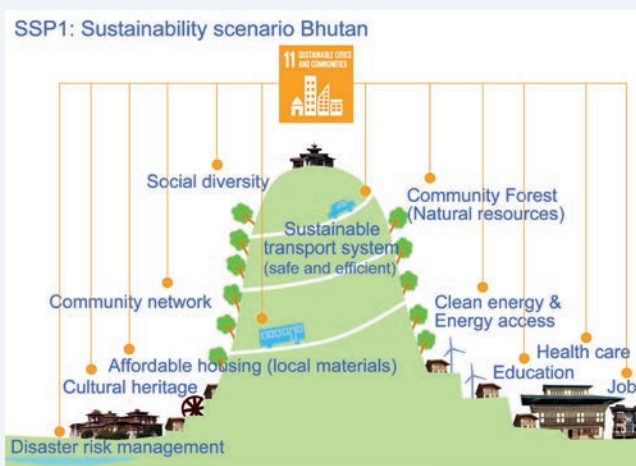 SSP1: Sustainability scenario Bhutan
11 SUSTAINABLE CITIES
AND COMMUNITIES
Social diversity
Community Forest
(Natural resources)
Sustainable
transport system
(safe and efficient)
Community network
Clean energy &
Energy access
Affordable housing (local materials)
Health care
Cultural heritage
Education
Job
Disaster risk management